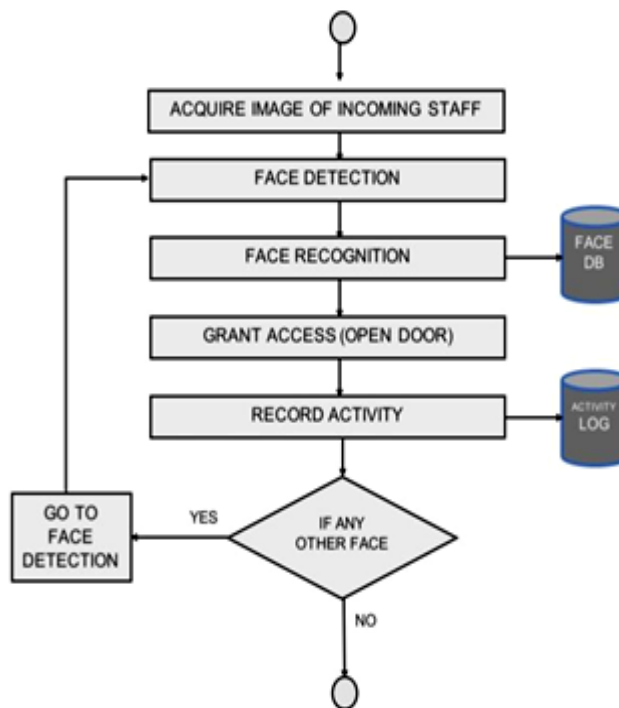 ACQUIRE IMAGE OF INCOMING STAFF
FACE DETECTION
FACE RECOGNITION
FACE
DB
GRANT ACCESS (OPEN DOOR)
RECORD ACTIVITY
ACTIVITY
LOG
GO TO
FACE
DETECTION
YES
IF ANY
OTHER FACE
NO